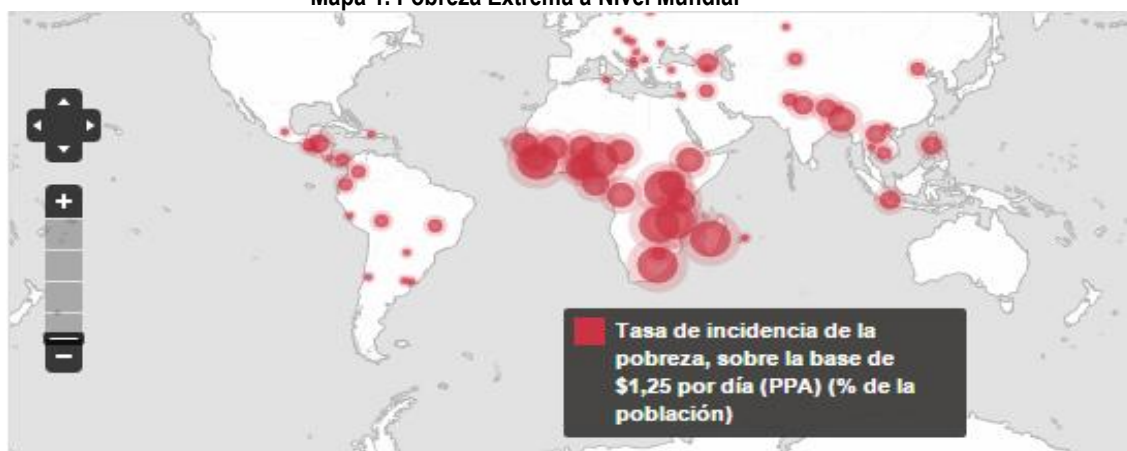 Mapa 1. Pobreza Extrema a Nivel Mundial
+
−
Tasa de incidencia de la
pobreza, sobre la base de
$1,25 por día (PPA) (% de la
población)